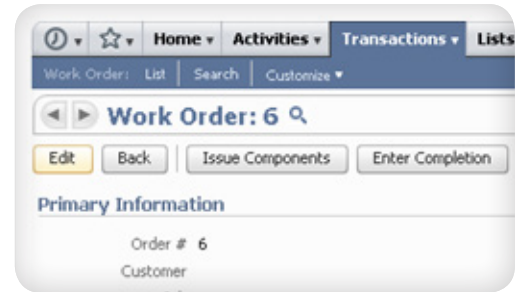 Home Activities Transactions Lists
Work Order: List Search Customize
Work Order: 6
Edit Back Issue Components Enter Completion
Primary Information
Order # 6
Customer